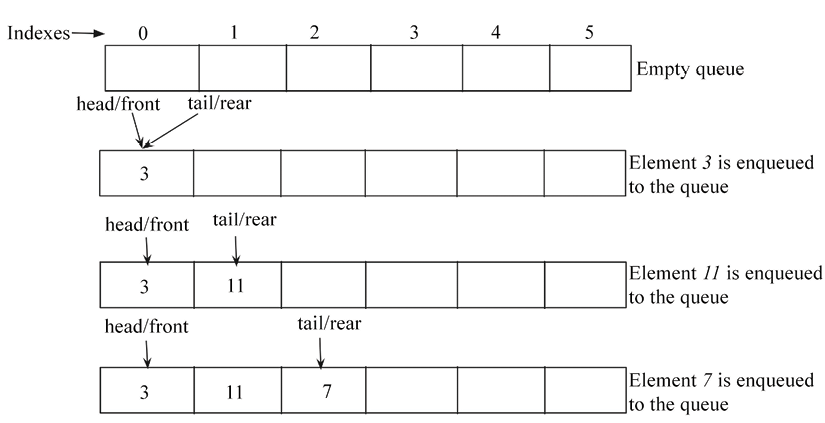 Indexes 0 1 2 3 4 5
Empty queue
head/front tail/rear
3
Element 3 is enqueued
to the queue
head/front tail/rear
3 11
Element 11 is enqueued
to the queue
head/front tail/rear
3 11 7
Element 7 is enqueued
to the queue